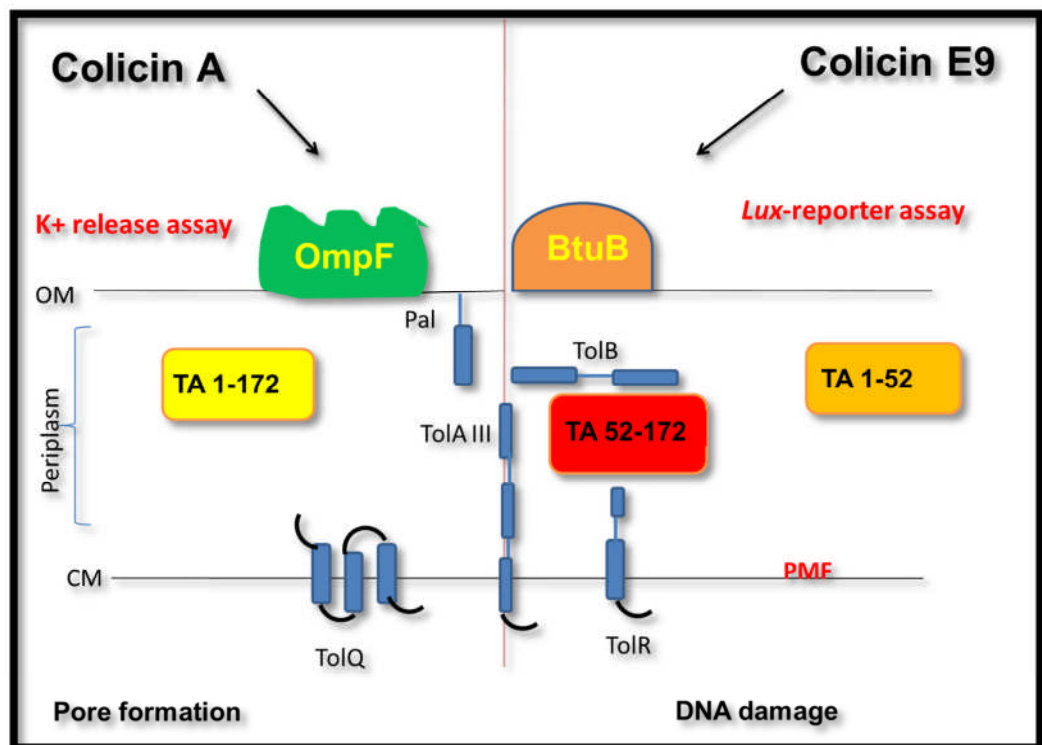 Colicin A
Colicin E9
K+ release assay
Lux-reporter assay
OmpF
BtuB
OM
Pal
TolB
TA 1-172
TA 1-52
Periplasm
TolA III
TA 52-172
CM
PMF
TolQ
TolR
Pore formation
DNA damage